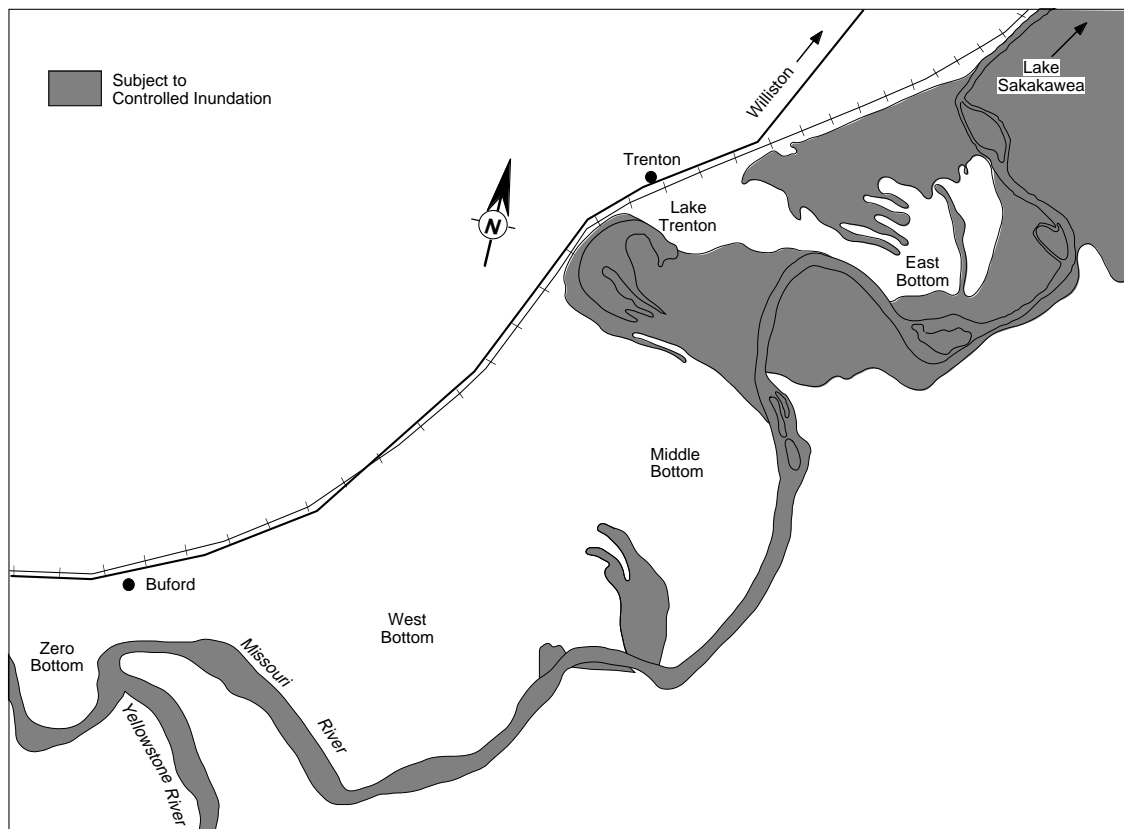 Subject to
Controlled Inundation
Williston
Lake
Sakakawea
Trenton
N
Lake
Trenton
East
Bottom
Middle
Bottom
Buford
West
Bottom
Zero
Bottom
Missouri
River
Yellowstone River